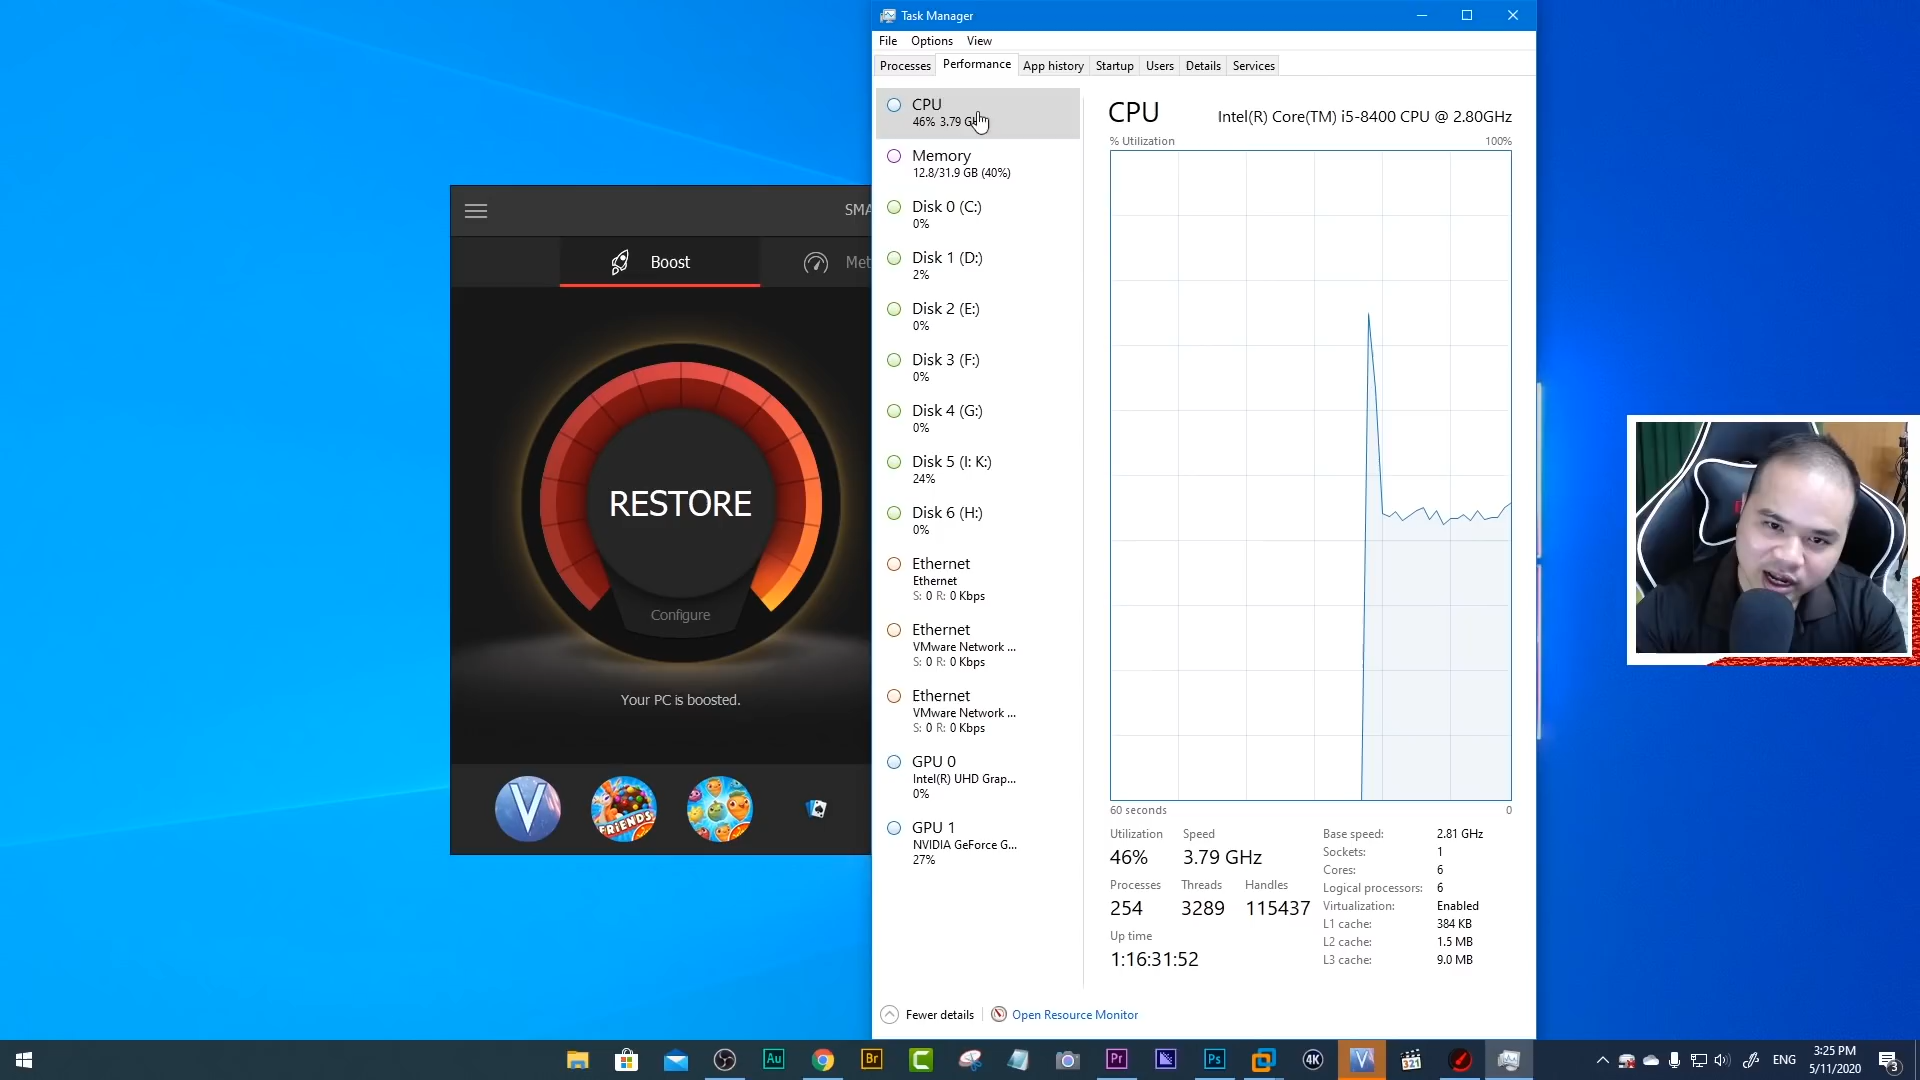 Task Manager
File Options View
Processes Performance App history Startup Users Details Services
CPU
46% 3.79 G
Memory
12.8/31.9 GB (40%)
Disk 0 (C:)
0%
Disk 1 (D:)
2%
Disk 2 (E:)
0%
Disk 3 (F:)
0%
Disk 4 (G:)
0%
Disk 5 (I: K:)
24%
Disk 6 (H:)
0%
Ethernet
Ethernet
S: 0 R: 0 Kbps
Ethernet
VMware Network ...
S: 0 R: 0 Kbps
Ethernet
VMware Network ...
S: 0 R: 0 Kbps
GPU 0
Intel(R) UHD Grap...
0%
GPU 1
NVIDIA GeForce G...
27%
CPU Intel(R) Core(TM) i5-8400 CPU @ 2.80GHz
% Utilization 100%
60 seconds 0
Utilization Speed
46% 3.79 GHz
Processes Threads Handles
254 3289 115437
Up time
1:16:31:52
Base speed: 2.81 GHz
Sockets: 1
Cores: 6
Logical processors: 6
Virtualization: Enabled
L1 cache: 384 KB
L2 cache: 1.5 MB
L3 cache: 9.0 MB
Fewer details Open Resource Monitor
SMA
Boost Met
RESTORE
Configure
Your PC is boosted.
V
FRIENDS
Au Br C Pr Ps 4K V 321
ENG
3:25 PM
5/11/2020
3